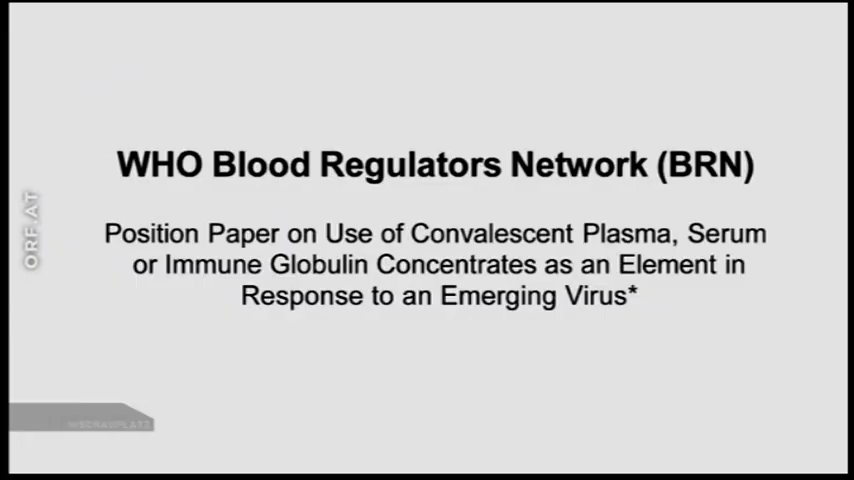 WHO Blood Regulators Network (BRN)
Position Paper on Use of Convalescent Plasma, Serum
or Immune Globulin Concentrates as an Element in
Response to an Emerging Virus*
ORF.AT
#SCHAUPLATZ